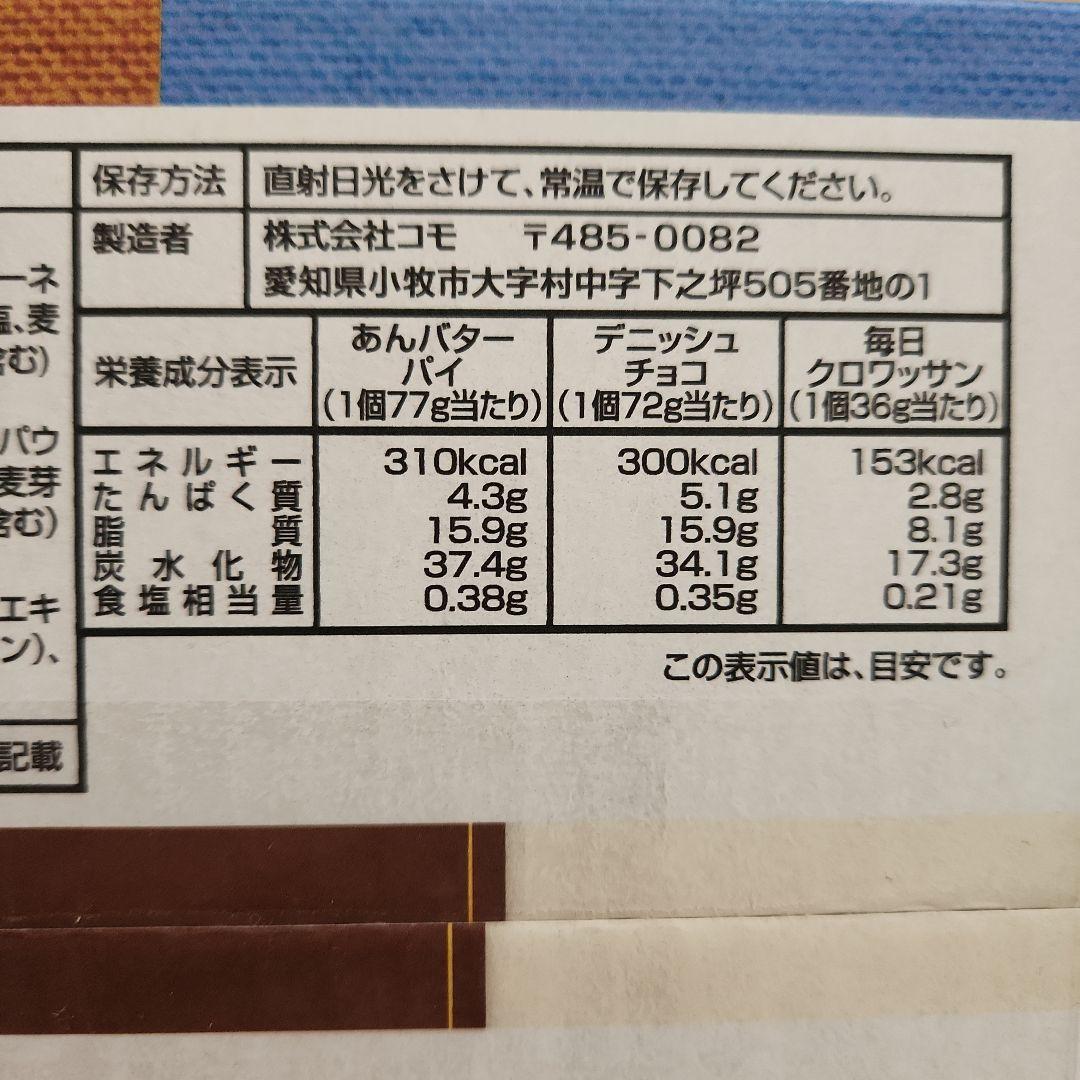 保存方法 直射日光をさけて、常温で保存してください。
製造者 株式会社コモ 〒485-0082
愛知県小牧市大字村中字下之坪505番地の1
ーネ
塩、麦
含む)
パウ
麦芽
含む)
エキ
ン)、
記載
栄養成分表示 あんバターパイ(1個77g当たり) デニッシュチョコ(1個72g当たり) 毎日クロワッサン(1個36g当たり)
エネルギー 310kcal 300kcal 153kcal
たんぱく質 4.3g 5.1g 2.8g
脂質 15.9g 15.9g 8.1g
炭水化物 37.4g 34.1g 17.3g
食塩相当量 0.38g 0.35g 0.21g
この表示値は、目安です。